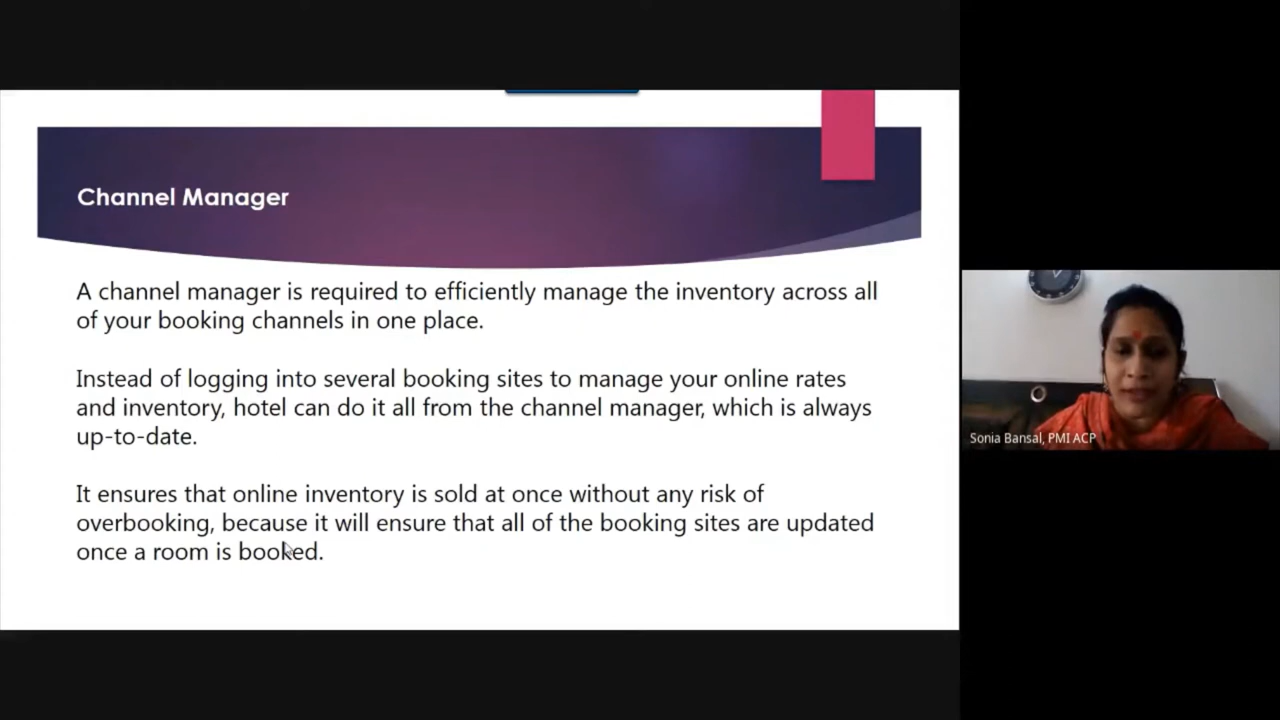 Channel Manager
A channel manager is required to efficiently manage the inventory across all
of your booking channels in one place.
Instead of logging into several booking sites to manage your online rates
and inventory, hotel can do it all from the channel manager, which is always
up-to-date.
It ensures that online inventory is sold at once without any risk of
overbooking, because it will ensure that all of the booking sites are updated
once a room is booked.
Sonia Bansal, PMI ACP